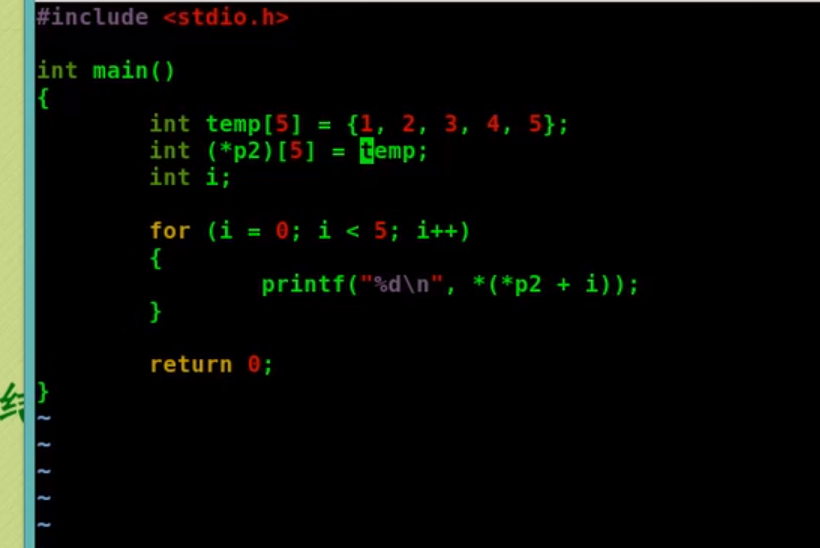 #include <stdio.h>
int main()
{
int temp[5] = {1, 2, 3, 4, 5};
int (*p2)[5] = temp;
int i;
for (i = 0; i < 5; i++)
{
printf("%d\n", *(*p2 + i));
}
return 0;
}
~
~
~
~
~